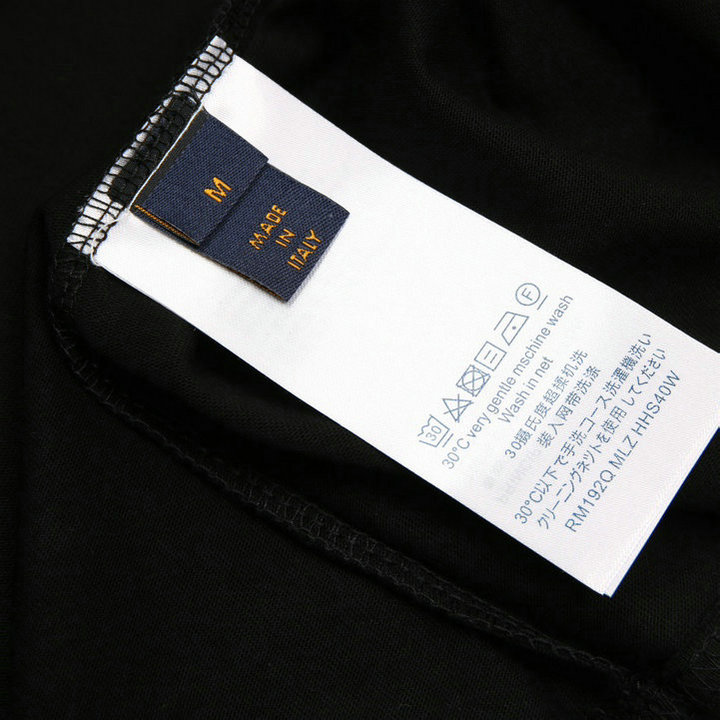 M
MADE
IN
ITALY
30
F
30°C very gentle mschine wash
Wash in net
30摄氏度超揉机洗
装入网带洗涤
30°C以下で手洗コース洗濯機洗い
クリーニングネットを使用してください
RM192Q MLZ HHS40W